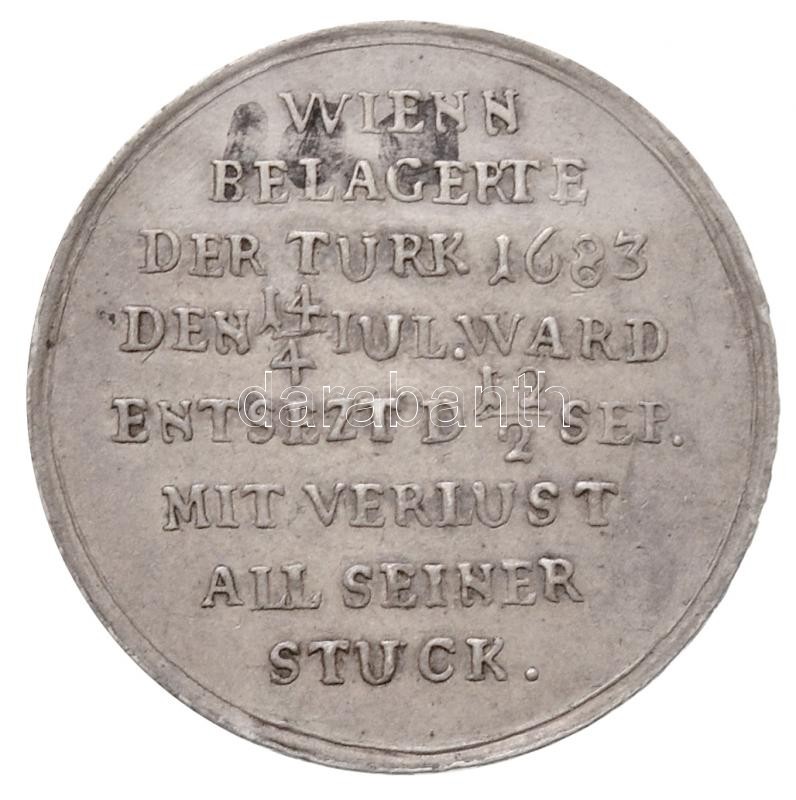 WIENN
BELAGERTE
DER TURK 1683
DEN 14/4 IUL. WARD
ENTSEZT D 12/2 SEP.
MIT VERLUST
ALL SEINER
STUCK.
darabanth